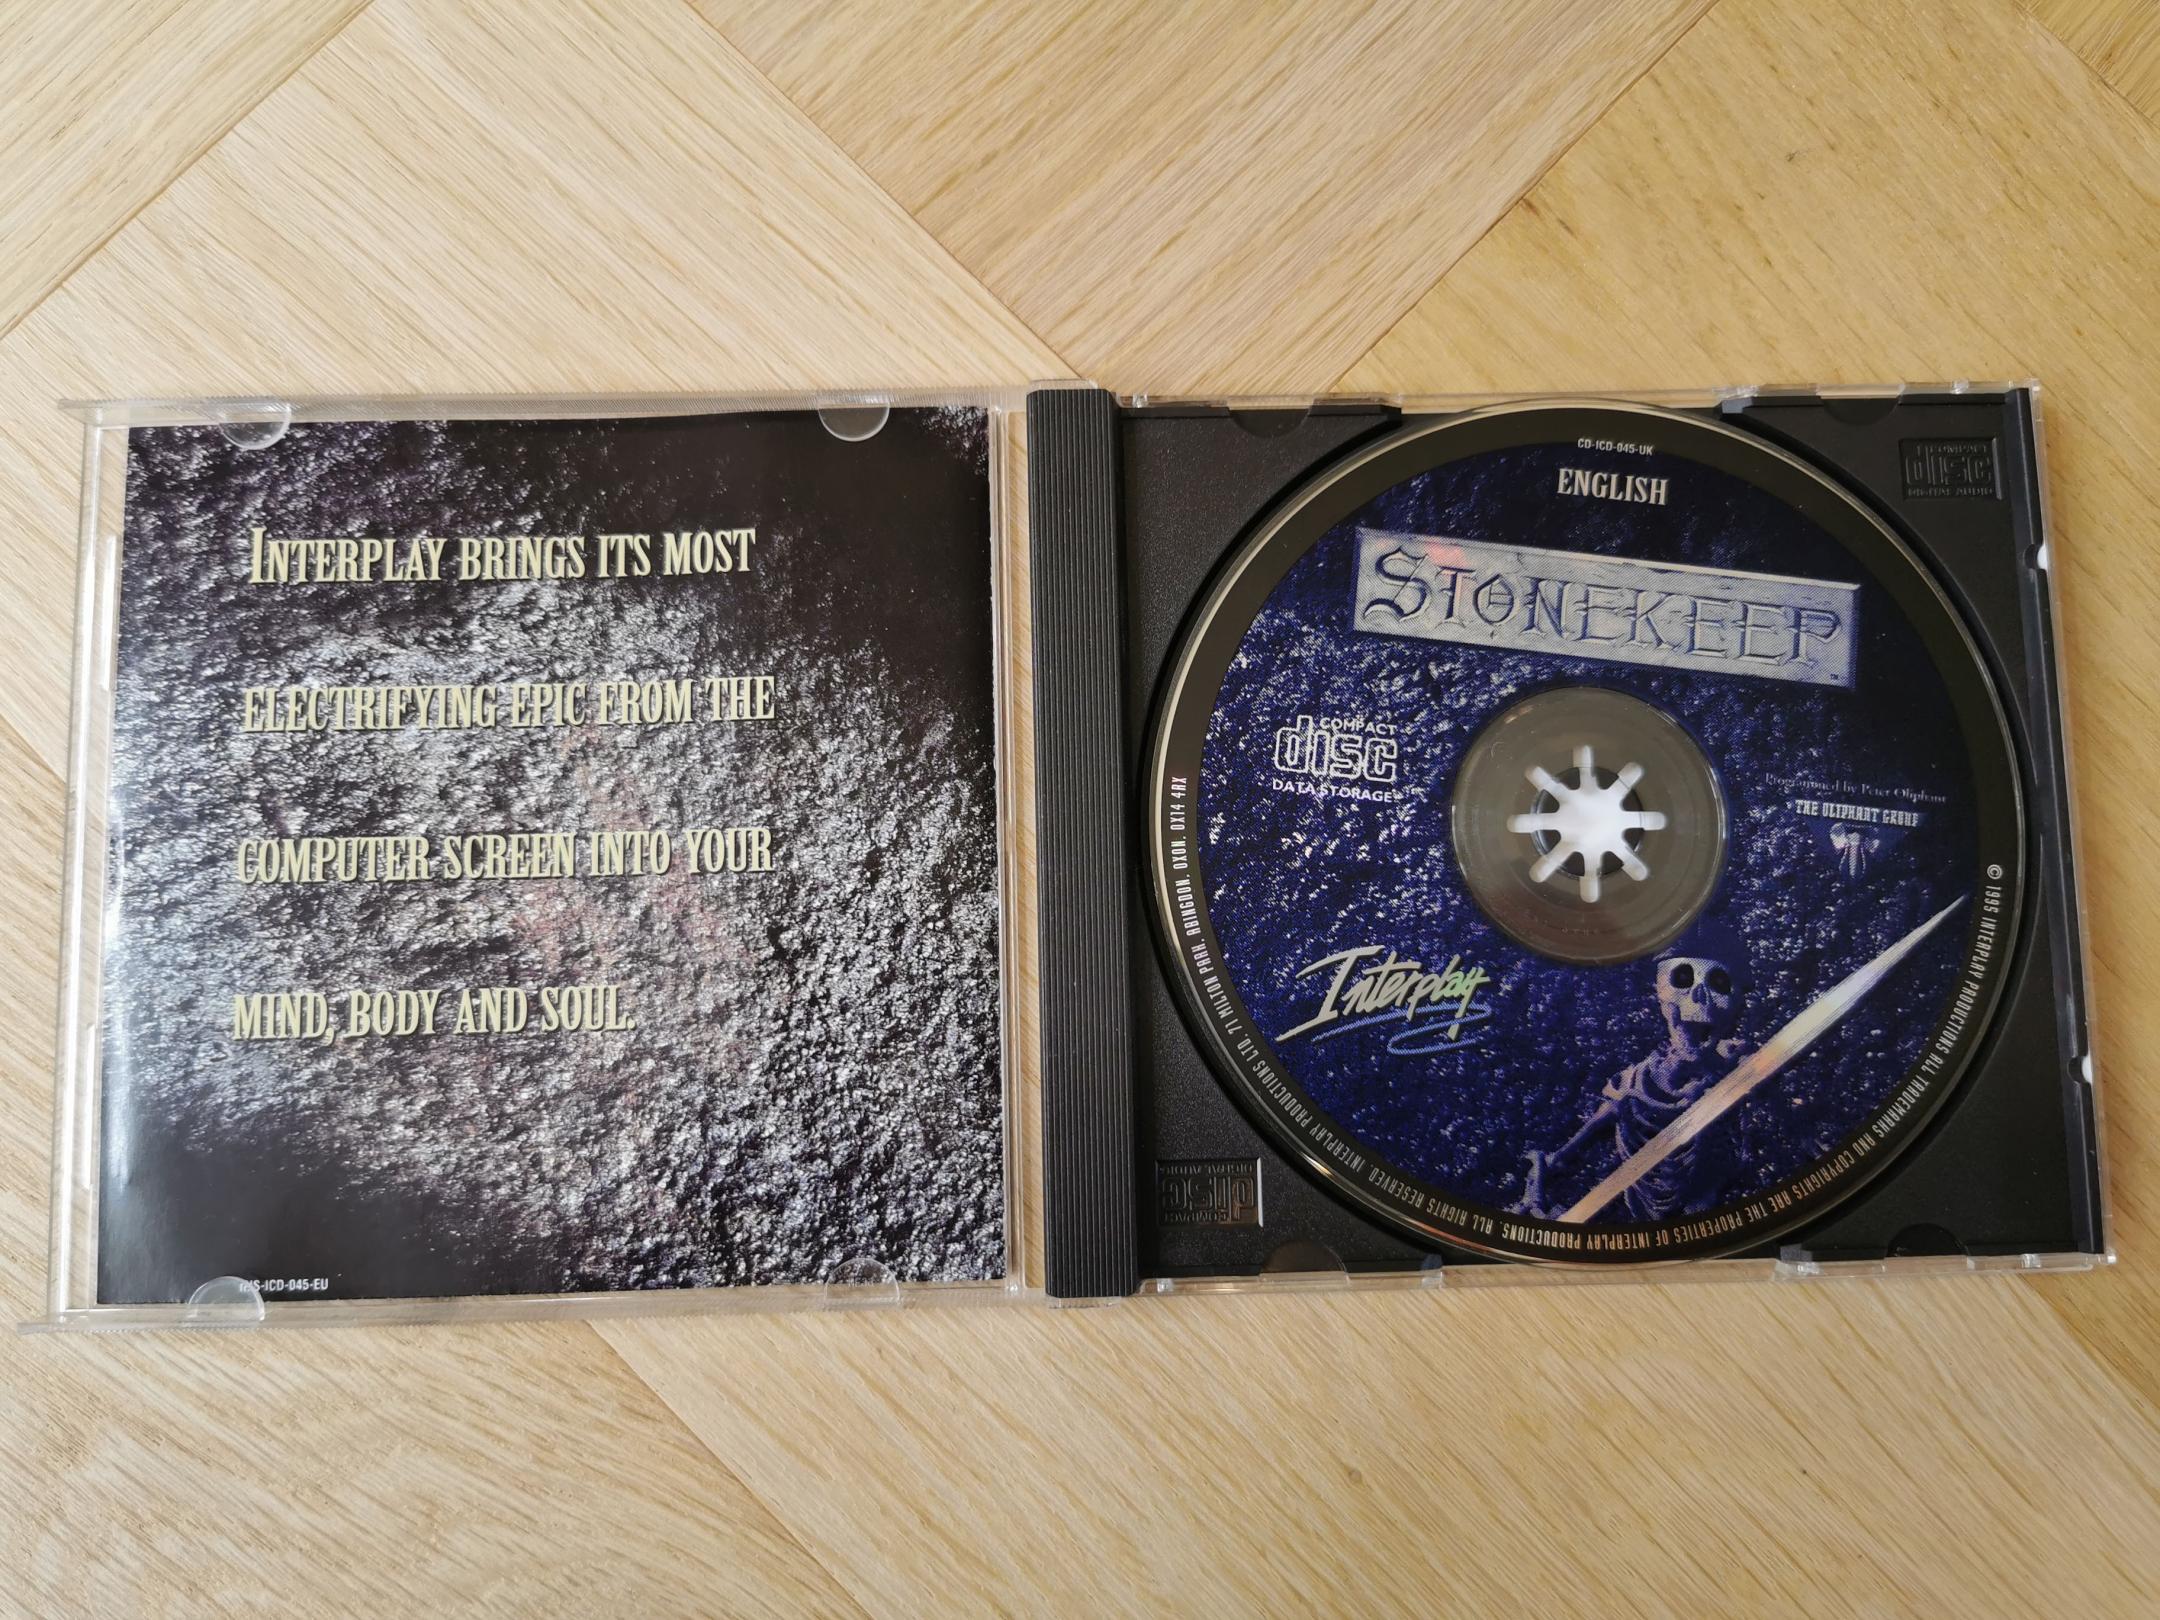 INTERPLAY BRINGS ITS MOST
ELECTRIFYING EPIC FROM THE
COMPUTER SCREEN INTO YOUR
MIND, BODY AND SOUL.
-ICD-045-EU
CD-ICD-045-UK
ENGLISH
STONEKEEP
TM
COMPACT
disc
DATA STORAGE
Programmed by Peter Oliphant
THE OLIPHANT GROUP
Interplay
© 1995 INTERPLAY PRODUCTIONS ALL TRADEMARKS AND COPYRIGHTS ARE THE PROPERTIES OF INTERPLAY PRODUCTIONS. ALL RIGHTS RESERVED. INTERPLAY PRODUCTIONS LTD. 71 MILTON PARK. ABINGDON. OXON. OX14 4RX
COMPACT
disc
DIGITAL AUDIO
COMPACT
disc
DIGITAL AUDIO